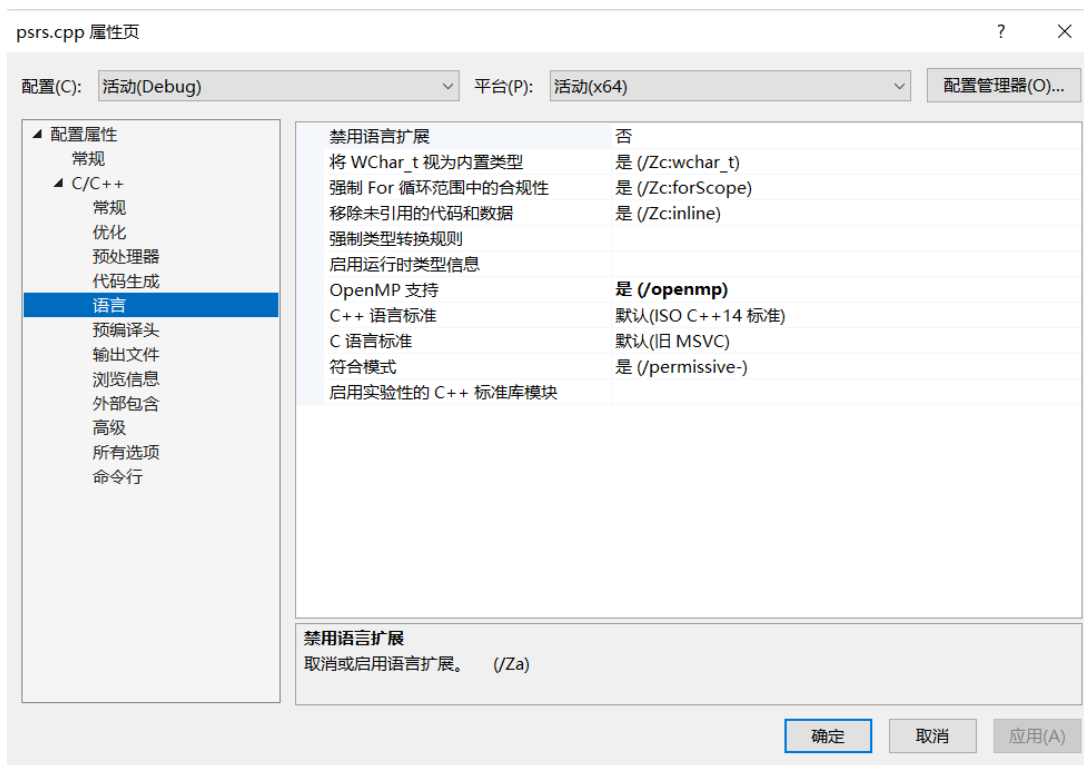 psrs.cpp 属性页
配置(C): 活动(Debug) 平台(P): 活动(x64) 配置管理器(O)...
配置属性
常规
C/C++
常规
优化
预处理器
代码生成
语言
预编译头
输出文件
浏览信息
外部包含
高级
所有选项
命令行
禁用语言扩展 否
将 WChar_t 视为内置类型 是 (/Zc:wchar_t)
强制 For 循环范围中的合规性 是 (/Zc:forScope)
移除未引用的代码和数据 是 (/Zc:inline)
强制类型转换规则
启用运行时类型信息
OpenMP 支持 是 (/openmp)
C++ 语言标准 默认(ISO C++14 标准)
C 语言标准 默认(旧 MSVC)
符合模式 是 (/permissive-)
启用实验性的 C++ 标准库模块
禁用语言扩展
取消或启用语言扩展。 (/Za)
确定 取消 应用(A)